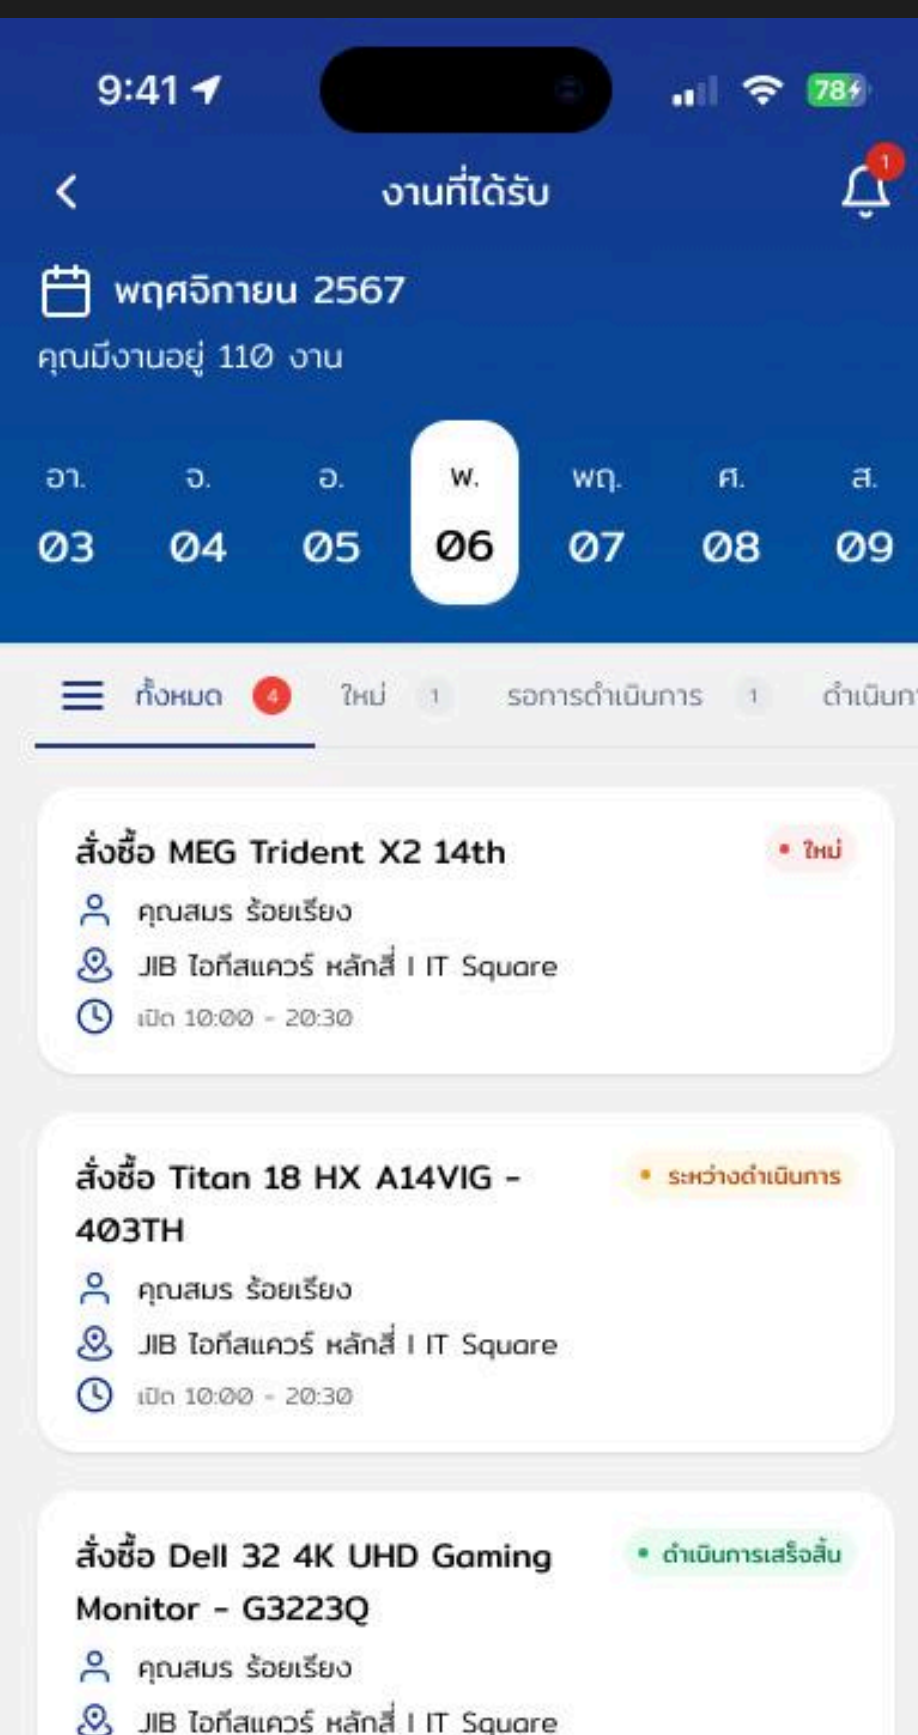 9:41
78
งานที่ได้รับ
1
พฤศจิกายน 2567
คุณมีงานอยู่ 110 งาน
อา. จ. อ. พ. พฤ. ศ. ส.
03 04 05 06 07 08 09
ทั้งหมด 4 ใหม่ 1 รอการดำเนินการ 1
สั่งซื้อ MEG Trident X2 14th
• ใหม่
คุณสมร ร้อยเรียง
JIB ไอทีสแควร์ หลักสี่ | IT Square
เปิด 10:00 - 20:30
สั่งซื้อ Titan 18 HX A14VIG -
403TH
• ระหว่างดำเนินการ
คุณสมร ร้อยเรียง
JIB ไอทีสแควร์ หลักสี่ | IT Square
เปิด 10:00 - 20:30
สั่งซื้อ Dell 32 4K UHD Gaming
Monitor - G3223Q
• ดำเนินการเสร็จสิ้น
คุณสมร ร้อยเรียง
JIB ไอทีสแควร์ หลักสี่ | IT Square